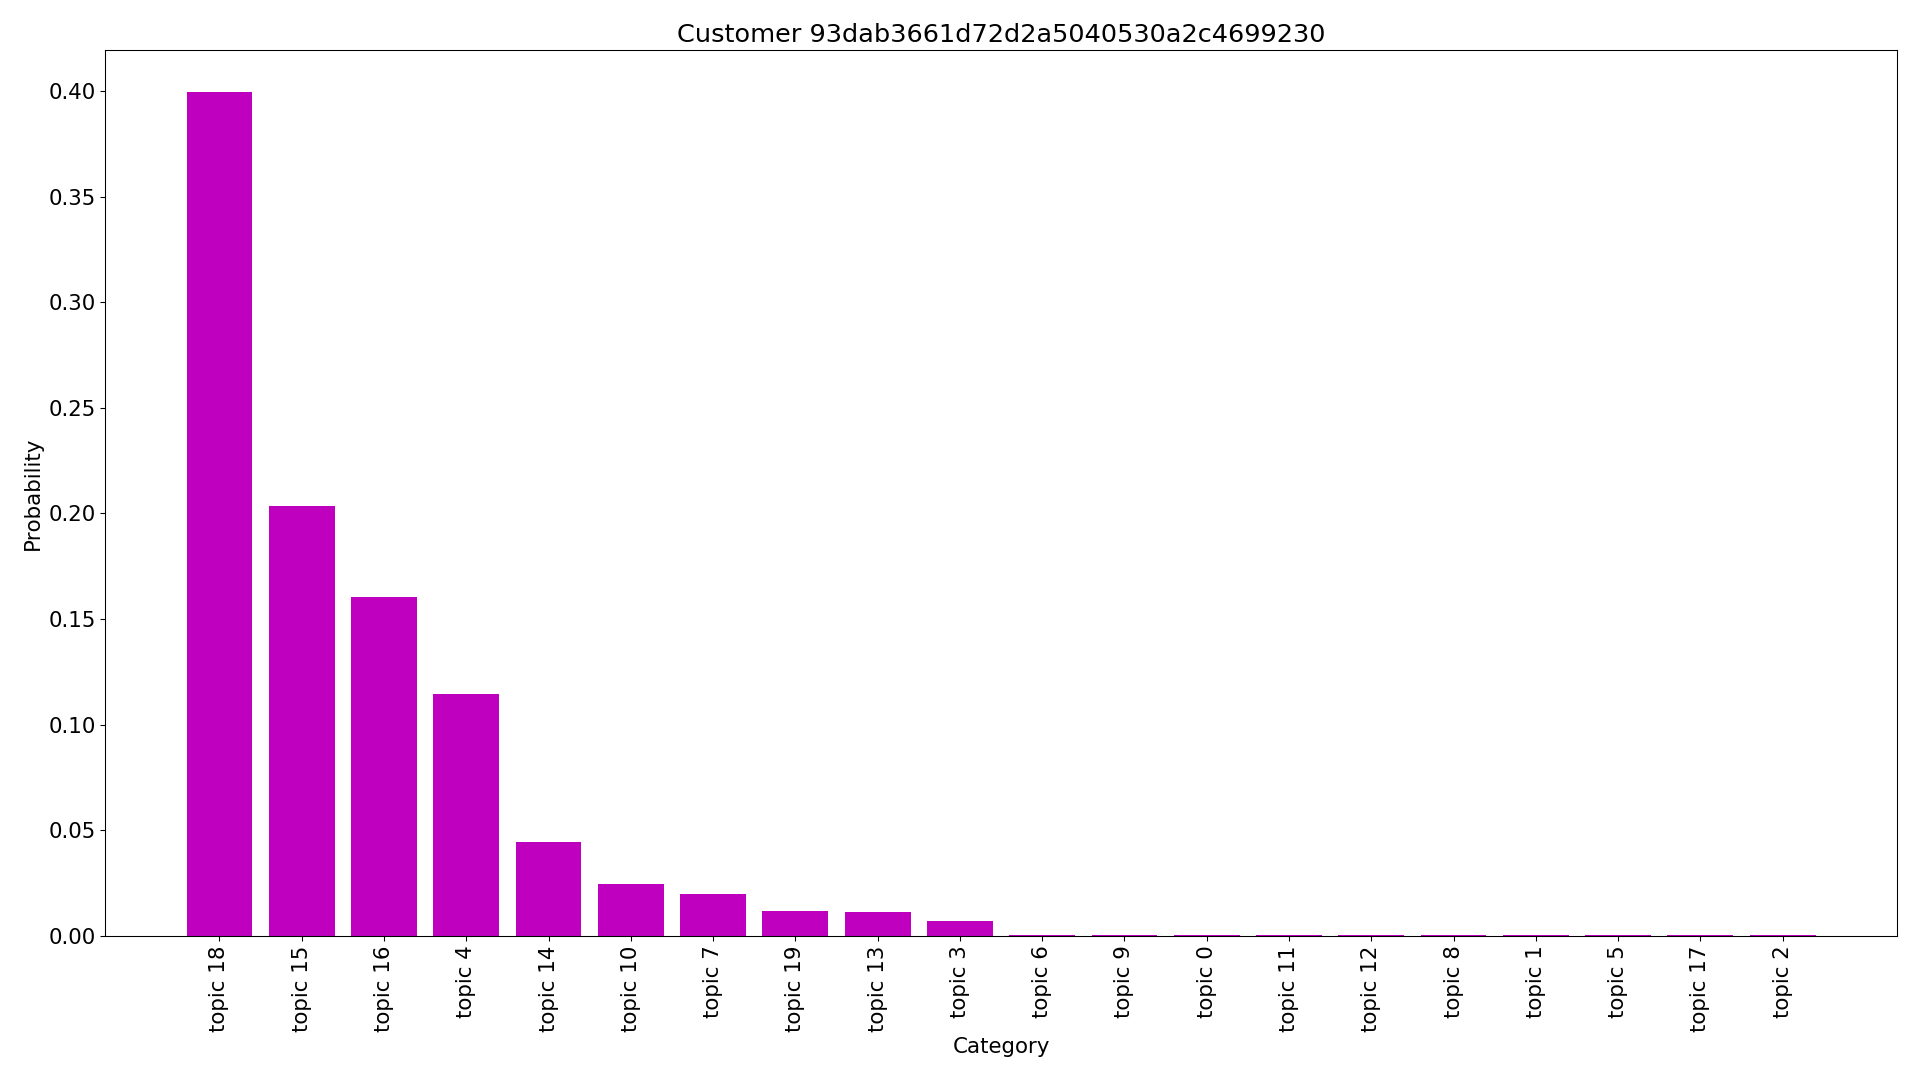 Customer 93dab3661d72d2a5040530a2c4699230
0.40
0.35
0.30
0.25
0.20
0.15
0.10
0.05
0.00
Probability
topic 18
topic 15
topic 16
topic 4
topic 14
topic 10
topic 7
topic 19
topic 13
topic 3
topic 6
topic 9
topic 0
topic 11
topic 12
topic 8
topic 1
topic 5
topic 17
topic 2
Category